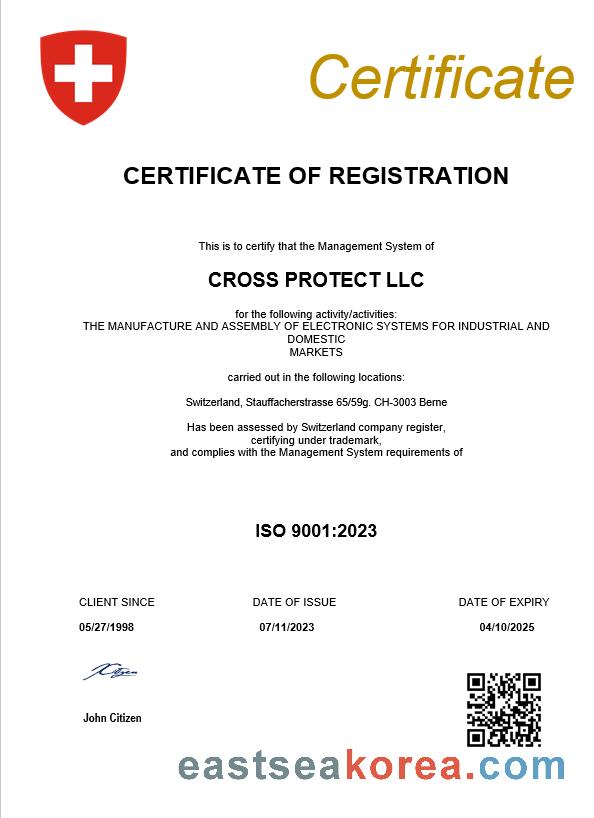 Certificate
CERTIFICATE OF REGISTRATION
This is to certify that the Management System of
CROSS PROTECT LLC
for the following activity/activities:
THE MANUFACTURE AND ASSEMBLY OF ELECTRONIC SYSTEMS FOR INDUSTRIAL AND
DOMESTIC
MARKETS
carried out in the following locations:
Switzerland, Stauffacherstrasse 65/59g. CH-3003 Berne
Has been assessed by Switzerland company register,
certifying under trademark,
and complies with the Management System requirements of
ISO 9001:2023
CLIENT SINCE DATE OF ISSUE DATE OF EXPIRY
05/27/1998 07/11/2023 04/10/2025
JCitizen
John Citizen
eastseakorea.com